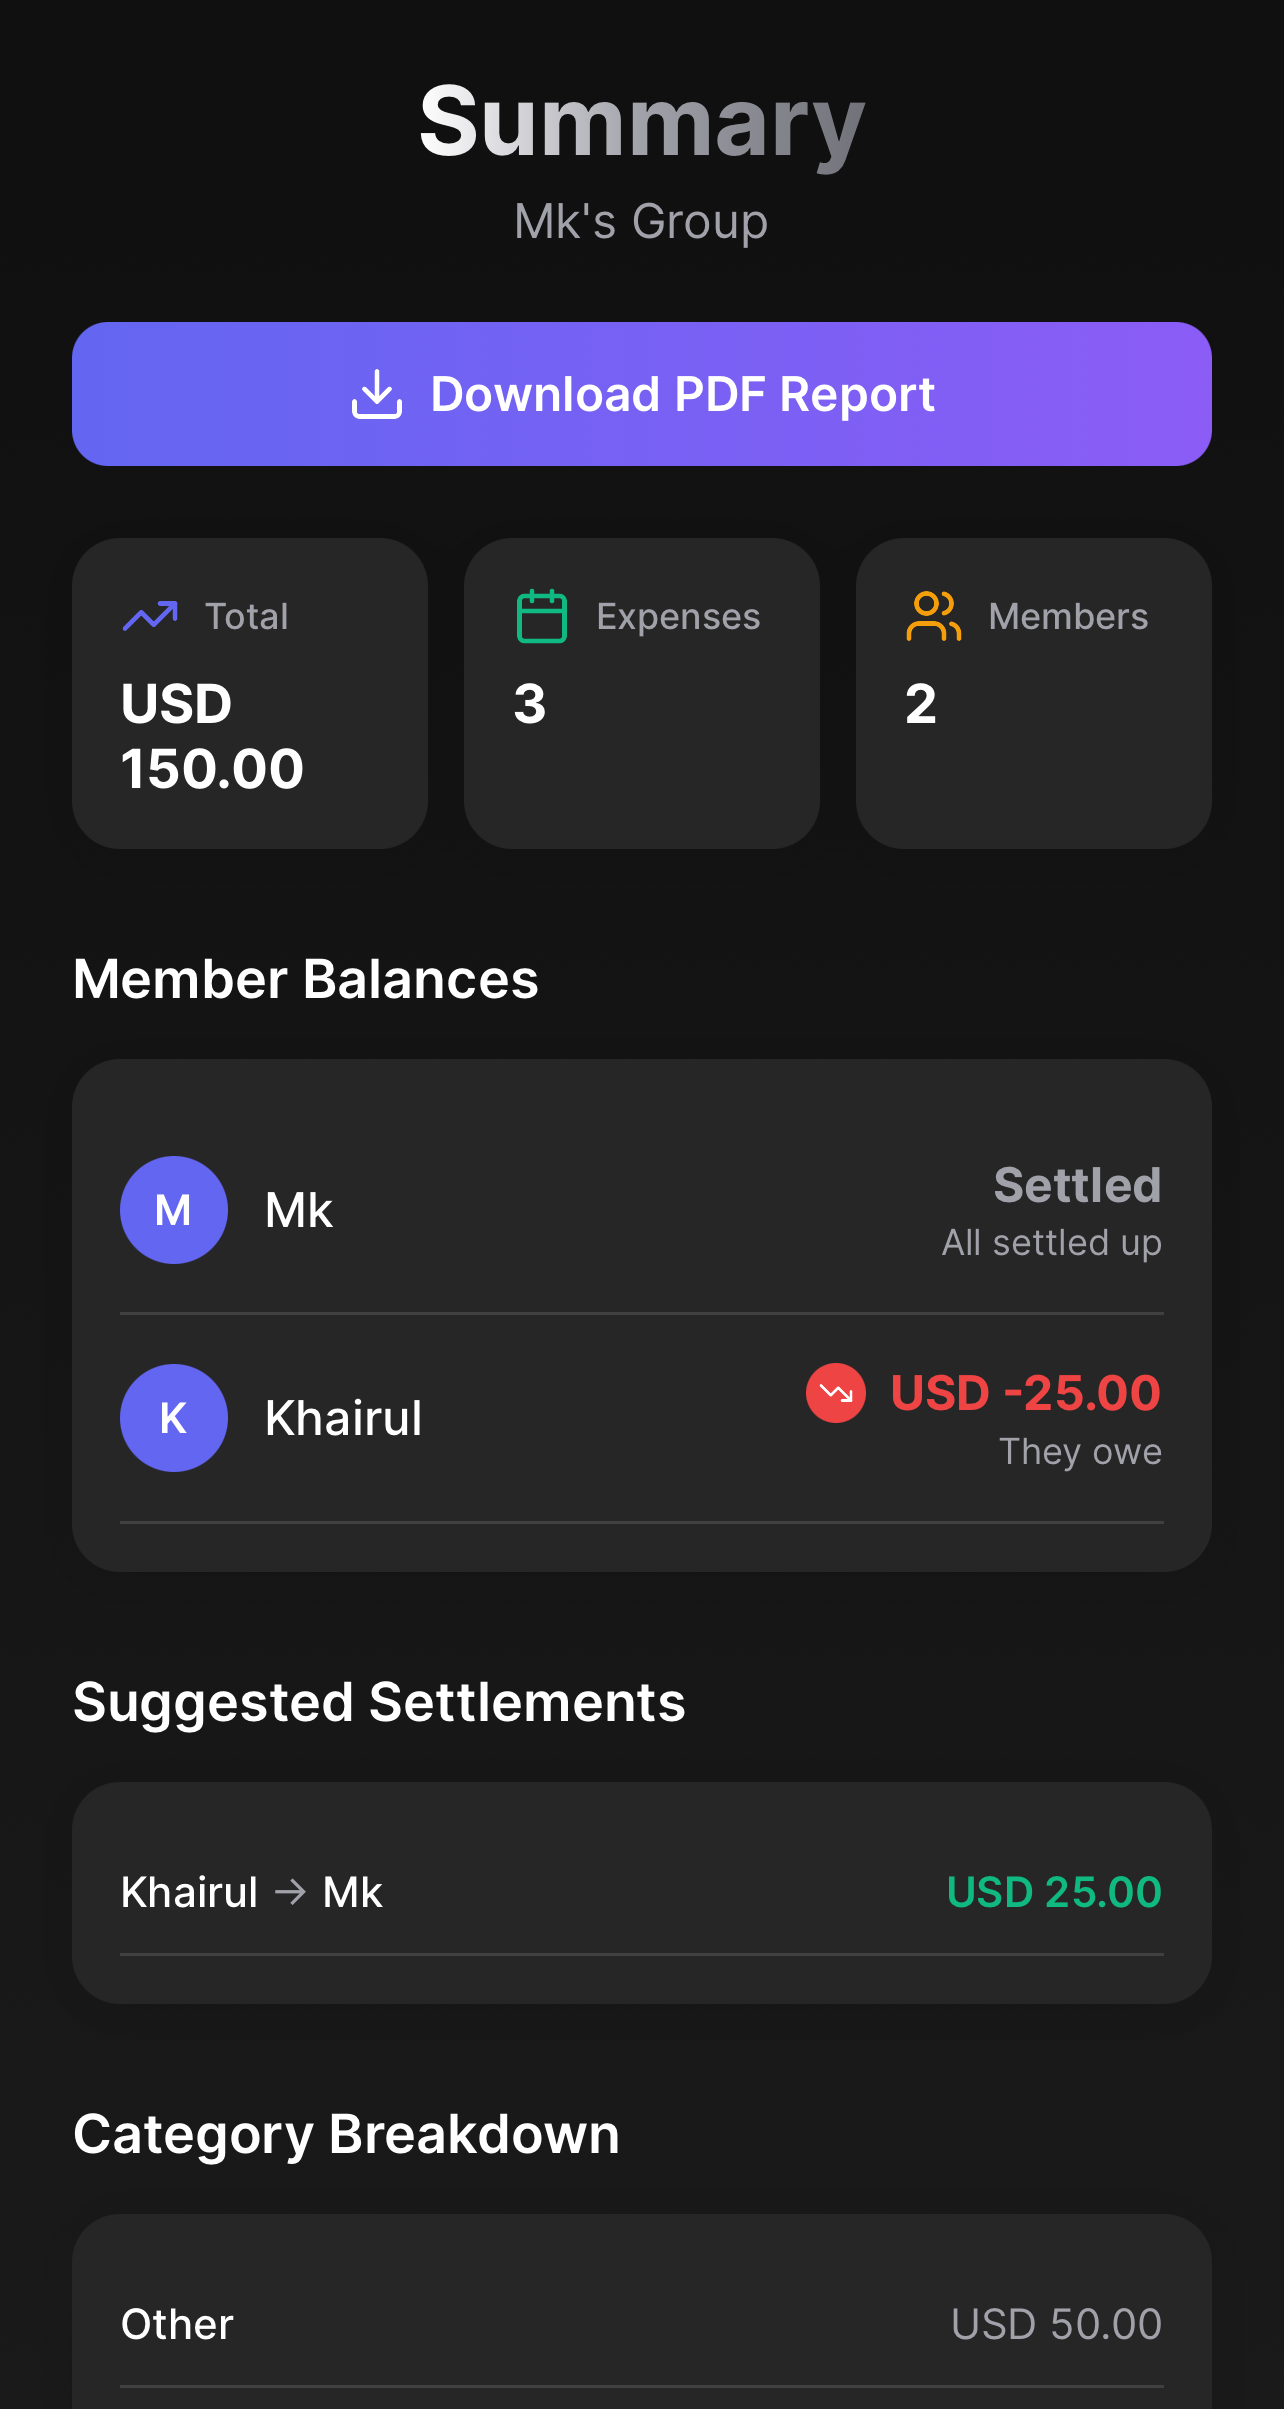 Summary
Mk's Group
Download PDF Report
Total
USD
150.00
Expenses
3
Members
2
Member Balances
M
Mk
Settled
All settled up
K
Khairul
USD -25.00
They owe
Suggested Settlements
Khairul → Mk
USD 25.00
Category Breakdown
Other
USD 50.00